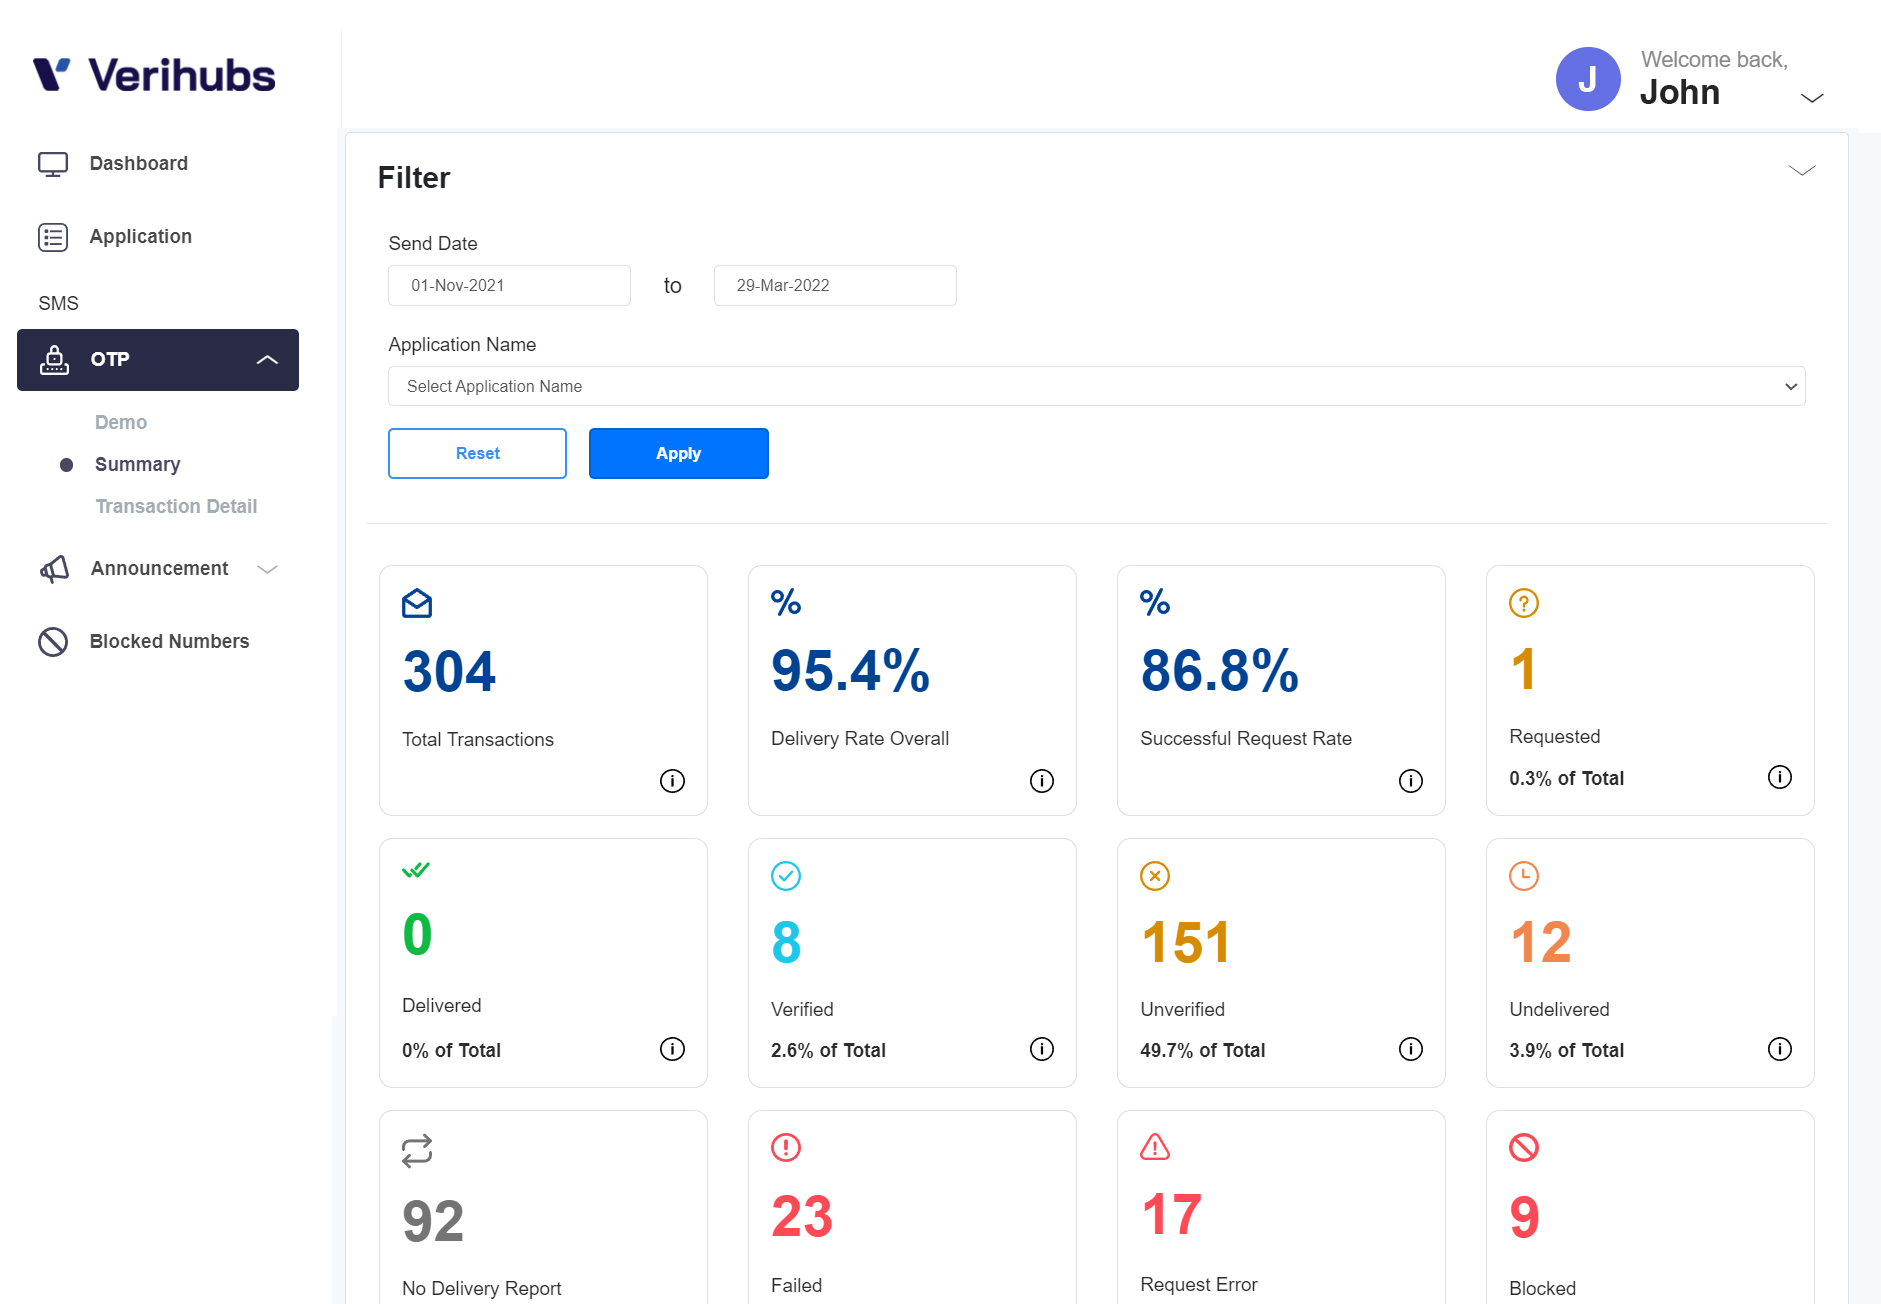 Verihubs
J
Welcome back,
John
Dashboard
Application
SMS
OTP
Demo
Summary
Transaction Detail
Announcement
Blocked Numbers
Filter
Send Date
01-Nov-2021 to 29-Mar-2022
Application Name
Select Application Name
Reset Apply
304
Total Transactions
%
95.4%
Delivery Rate Overall
%
86.8%
Successful Request Rate
1
Requested
0.3% of Total
0
Delivered
0% of Total
8
Verified
2.6% of Total
151
Unverified
49.7% of Total
12
Undelivered
3.9% of Total
92
No Delivery Report
23
Failed
17
Request Error
9
Blocked